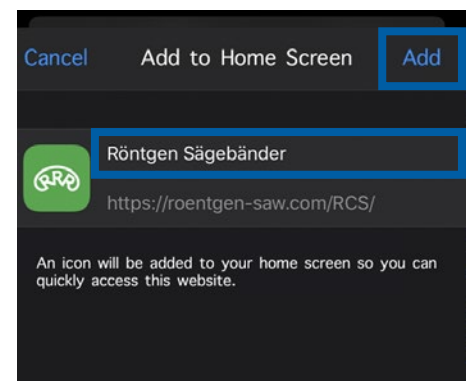 Cancel Add to Home Screen Add
Röntgen Sägebänder
https://roentgen-saw.com/RCS/
An icon will be added to your home screen so you can
quickly access this website.